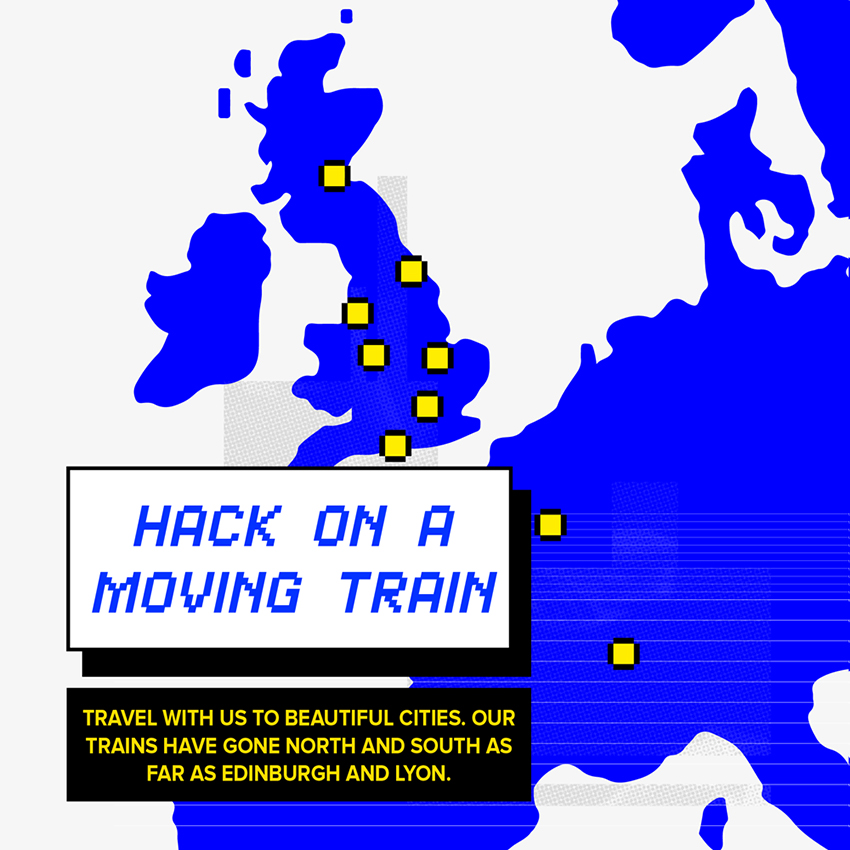 HACK ON A
MOVING TRAIN
TRAVEL WITH US TO BEAUTIFUL CITIES. OUR
TRAINS HAVE GONE NORTH AND SOUTH AS
FAR AS EDINBURGH AND LYON.